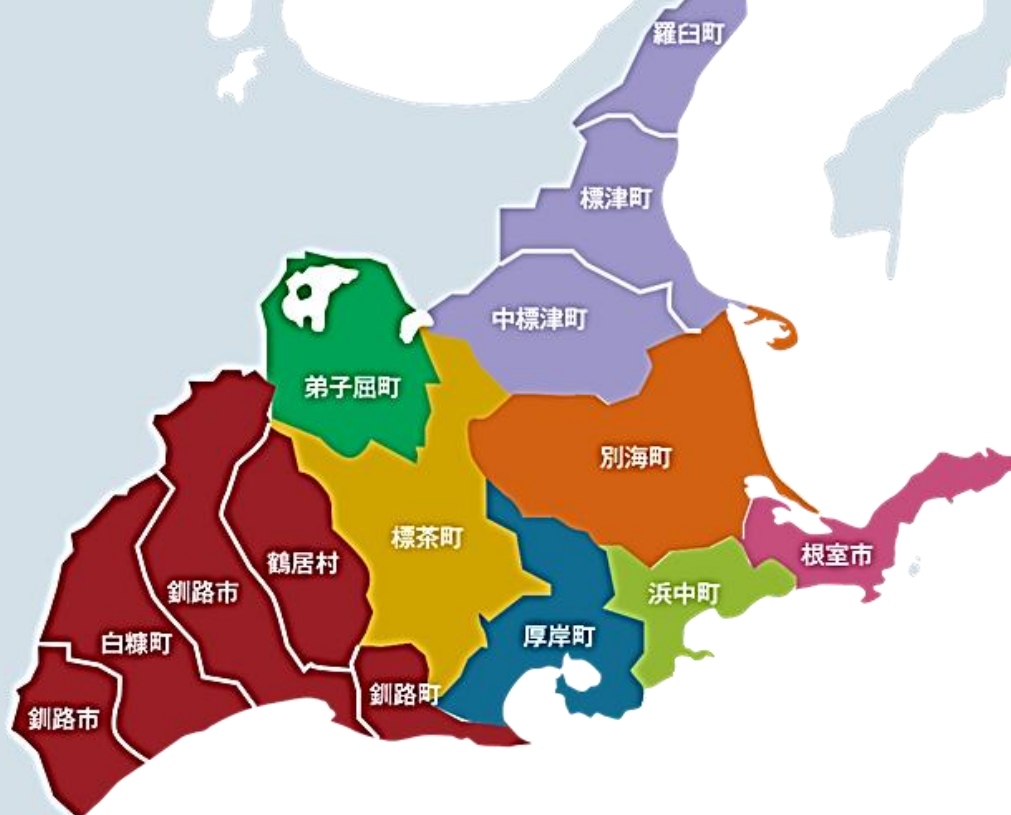 羅臼町
標津町
中標津町
弟子屈町
別海町
標茶町
根室市
鶴居村
釧路市
浜中町
白糠町
厚岸町
釧路町
釧路市